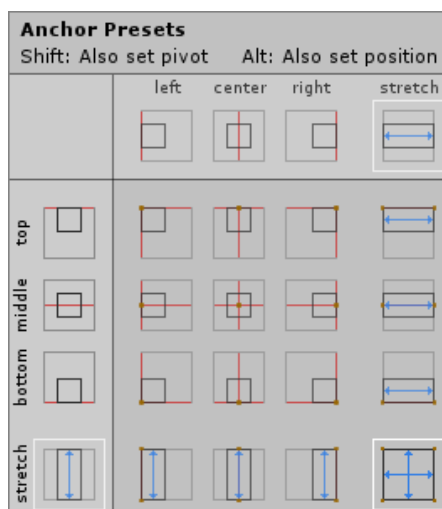 Anchor Presets
Shift: Also set pivot Alt: Also set position
left center right stretch
top
middle
bottom
stretch